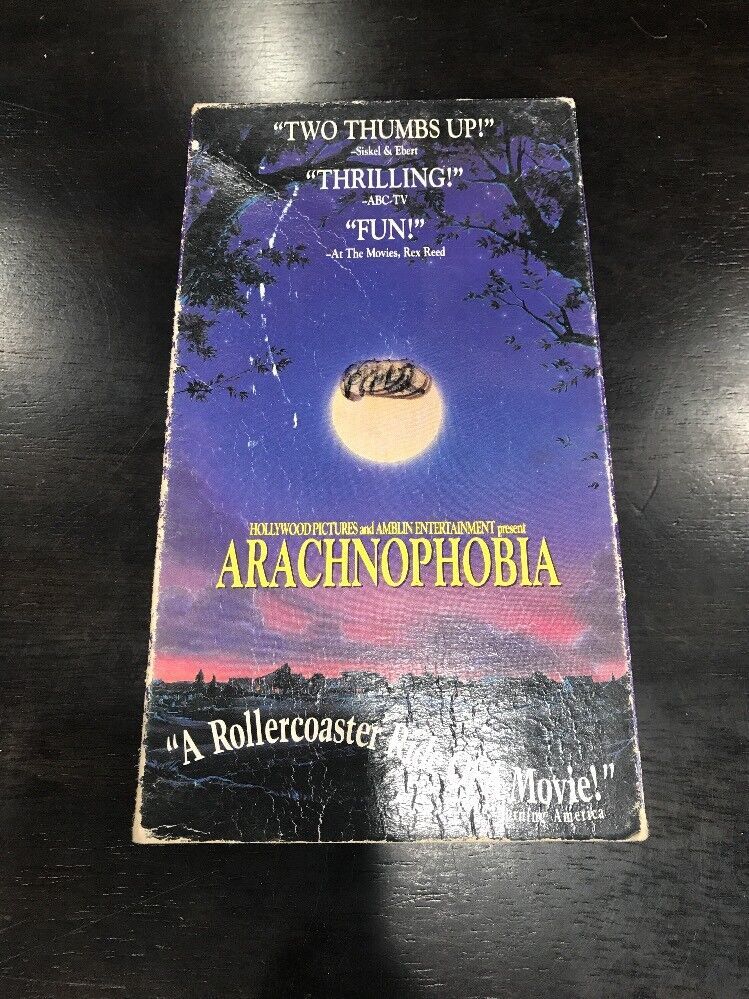 “TWO THUMBS UP!”
–Siskel & Ebert
“THRILLING!”
–ABC-TV
“FUN!”
–At The Movies, Rex Reed
HOLLYWOOD PICTURES and AMBLIN ENTERTAINMENT present
ARACHNOPHOBIA
“A Rollercoaster Ride Movie!”
America